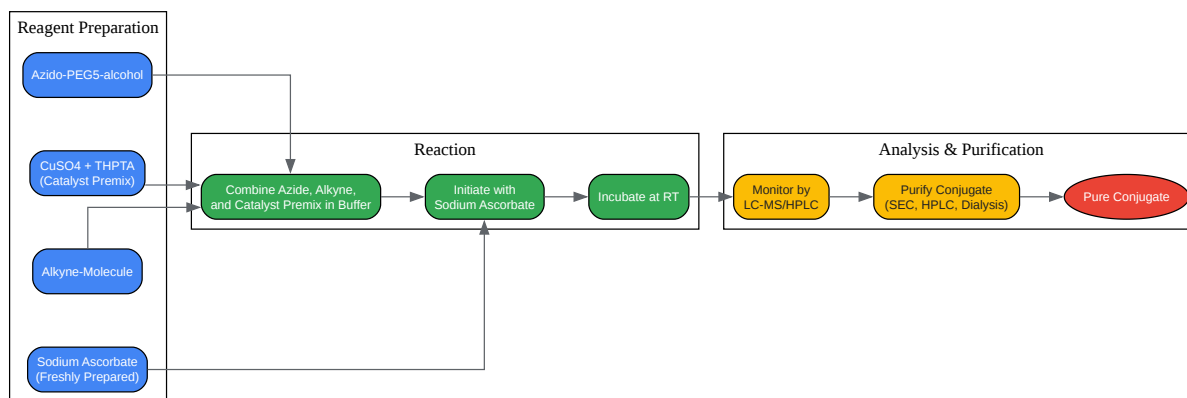 Reagent Preparation
Azido-PEG5-alcohol
CuSO4 + THPTA
(Catalyst Premix)
Alkyne-Molecule
Sodium Ascorbate
(Freshly Prepared)
Reaction
Combine Azide, Alkyne,
and Catalyst Premix in Buffer
Initiate with
Sodium Ascorbate
Incubate at RT
Analysis & Purification
Monitor by
LC-MS/HPLC
Purify Conjugate
(SEC, HPLC, Dialysis)
Pure Conjugate